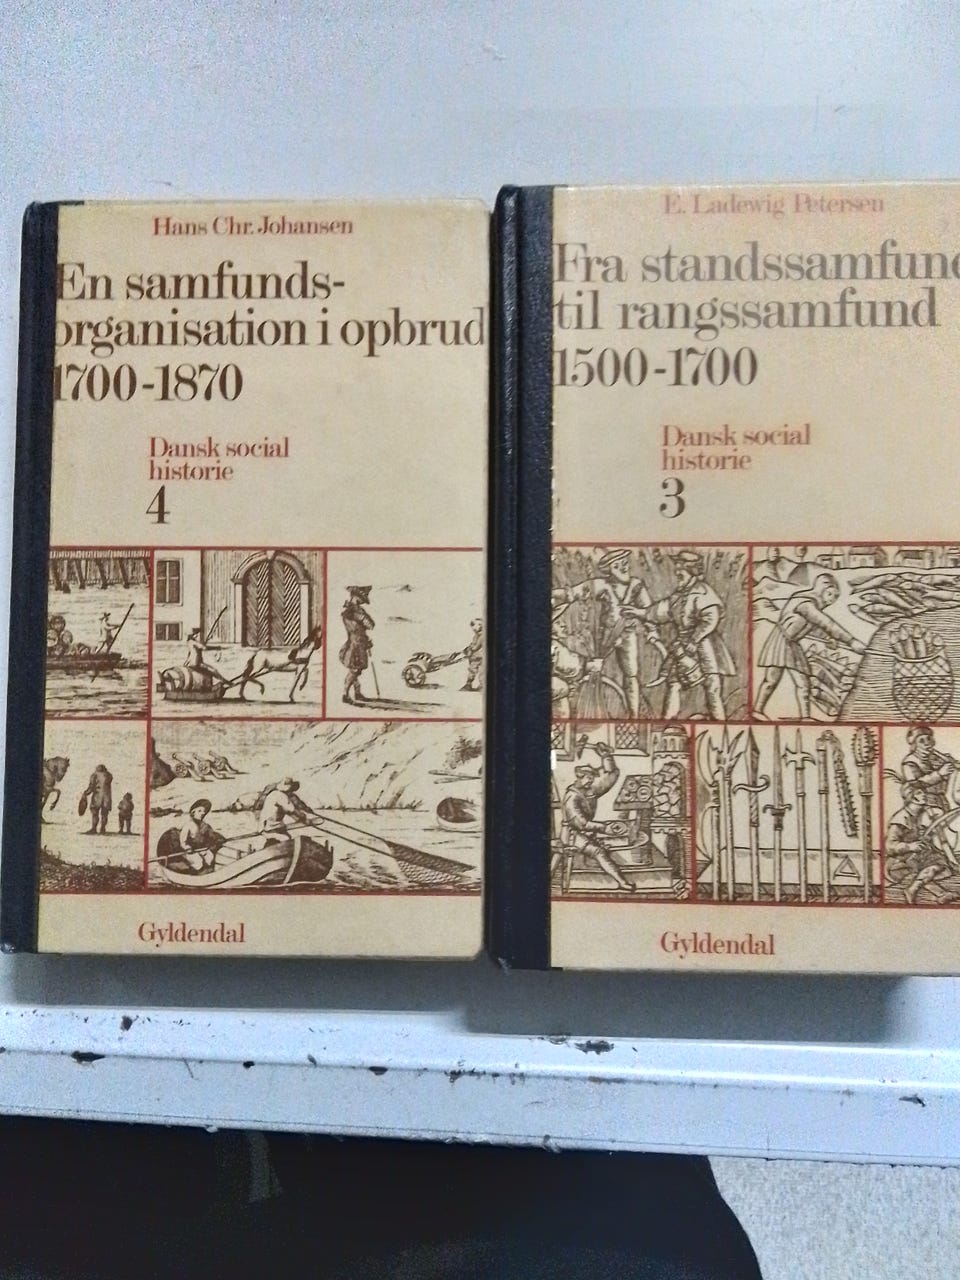 Hans Chr. Johansen
En samfunds-
organisation i opbrud
1700-1870
Dansk social
historie
4
Gyldendal
E. Ladewig Petersen
Fra standssamfund
til rangssamfund
1500-1700
Dansk social
historie
3
Gyldendal